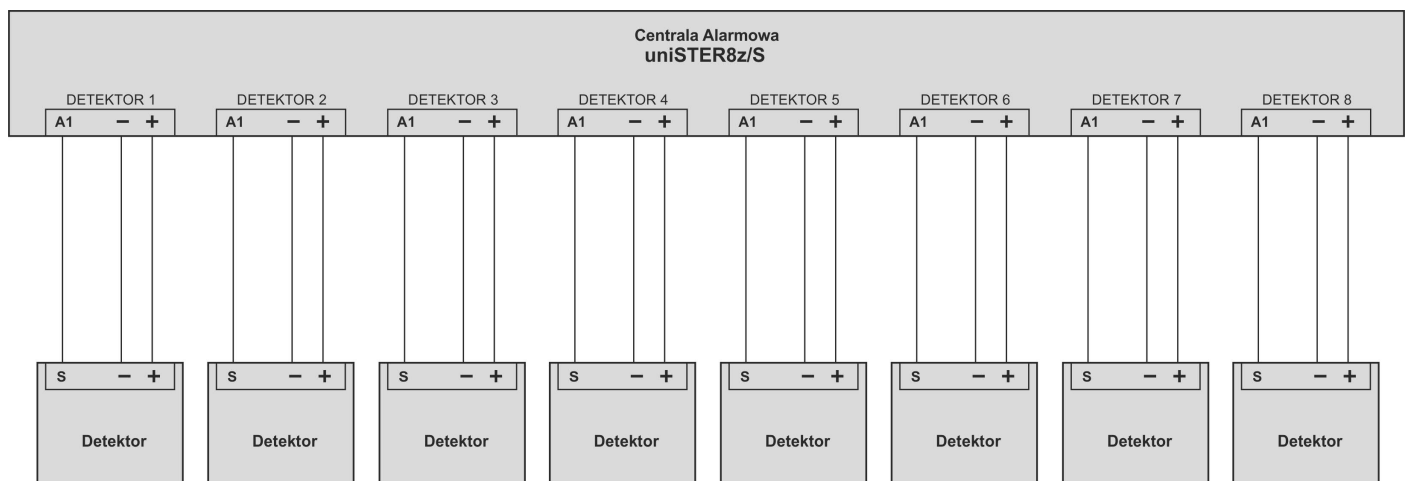 Centrala Alarmowa
uniSTER8z/S
DETEKTOR 1 DETEKTOR 2 DETEKTOR 3 DETEKTOR 4 DETEKTOR 5 DETEKTOR 6 DETEKTOR 7 DETEKTOR 8
A1 − + A1 − + A1 − + A1 − + A1 − + A1 − + A1 − + A1 − +
S − + S − + S − + S − + S − + S − + S − + S − +
Detektor Detektor Detektor Detektor Detektor Detektor Detektor Detektor